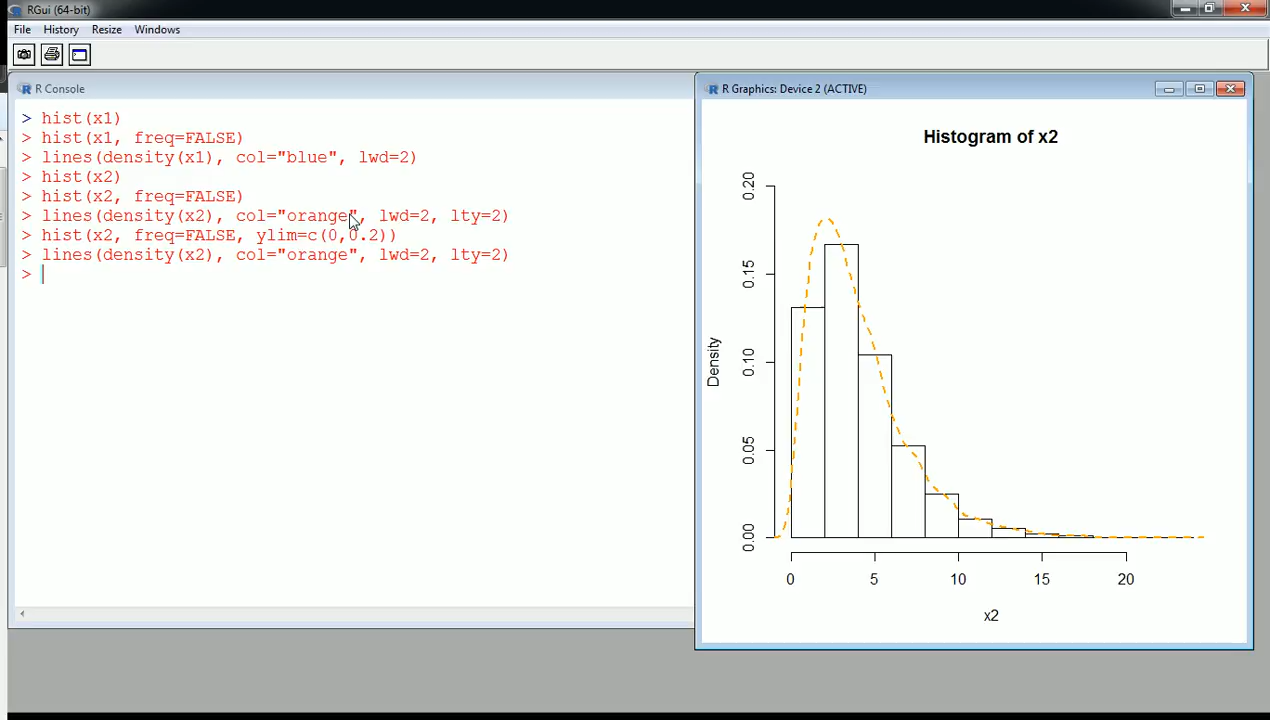 RGui (64-bit)
File History Resize Windows
R Console
> hist(x1)
> hist(x1, freq=FALSE)
> lines(density(x1), col="blue", lwd=2)
> hist(x2)
> hist(x2, freq=FALSE)
> lines(density(x2), col="orange", lwd=2, lty=2)
> hist(x2, freq=FALSE, ylim=c(0,0.2))
> lines(density(x2), col="orange", lwd=2, lty=2)
>
R Graphics: Device 2 (ACTIVE)
Histogram of x2
Density
0.20
0.15
0.10
0.05
0.00
0 5 10 15 20
x2